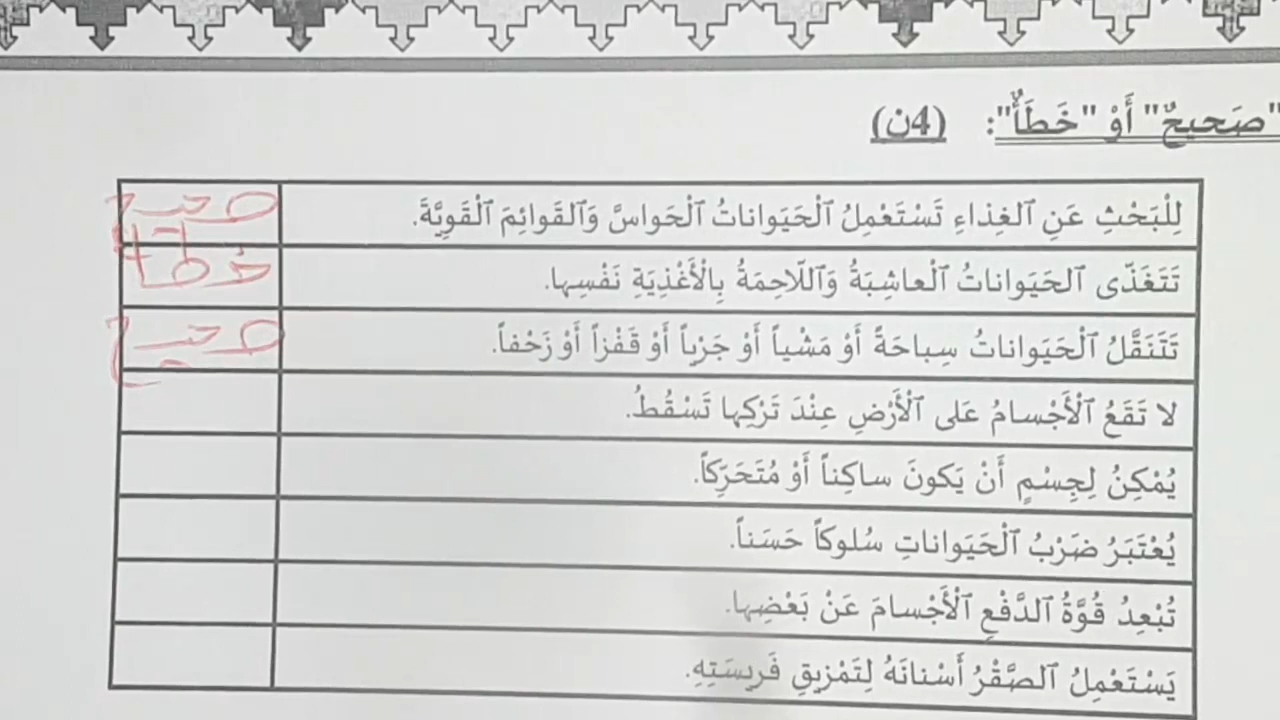 "صَحيحٌ" أَوْ "خَطَأٌ": (4ن)
لِلْبَحْثِ عَنِ ٱلغِذاءِ تَسْتَعْمِلُ ٱلْحَيَواناتُ ٱلْحَواسَّ وَٱلقَوائِمَ ٱلْقَوِيَّةَ. صحيح
تَتَغَذّى ٱلحَيَواناتُ ٱلْعاشِبَةُ وَٱللّاحِمَةُ بِالْأَغْذِيَةِ نَفْسِها. خطأ
تَتَنَقَّلُ ٱلْحَيَواناتُ سِباحَةً أَوْ مَشْياً أَوْ جَرْياً أَوْ قَفْزاً أَوْ زَحْفاً. صحيح
لا تَقَعُ ٱلْأَجْسامُ عَلى ٱلْأَرْضِ عِنْدَ تَرْكِها تَسْقُطُ.
يُمْكِنُ لِجِسْمٍ أَنْ يَكونَ ساكِناً أَوْ مُتَحَرِّكاً.
يُعْتَبَرُ ضَرْبُ ٱلْحَيَواناتِ سُلوكاً حَسَناً.
تُبْعِدُ قُوَّةُ ٱلدَّفْعِ ٱلْأَجْسامَ عَنْ بَعْضِها.
يَسْتَعْمِلُ ٱلصَّقْرُ أَسْنانَهُ لِتَمْزيقِ فَريسَتِهِ.